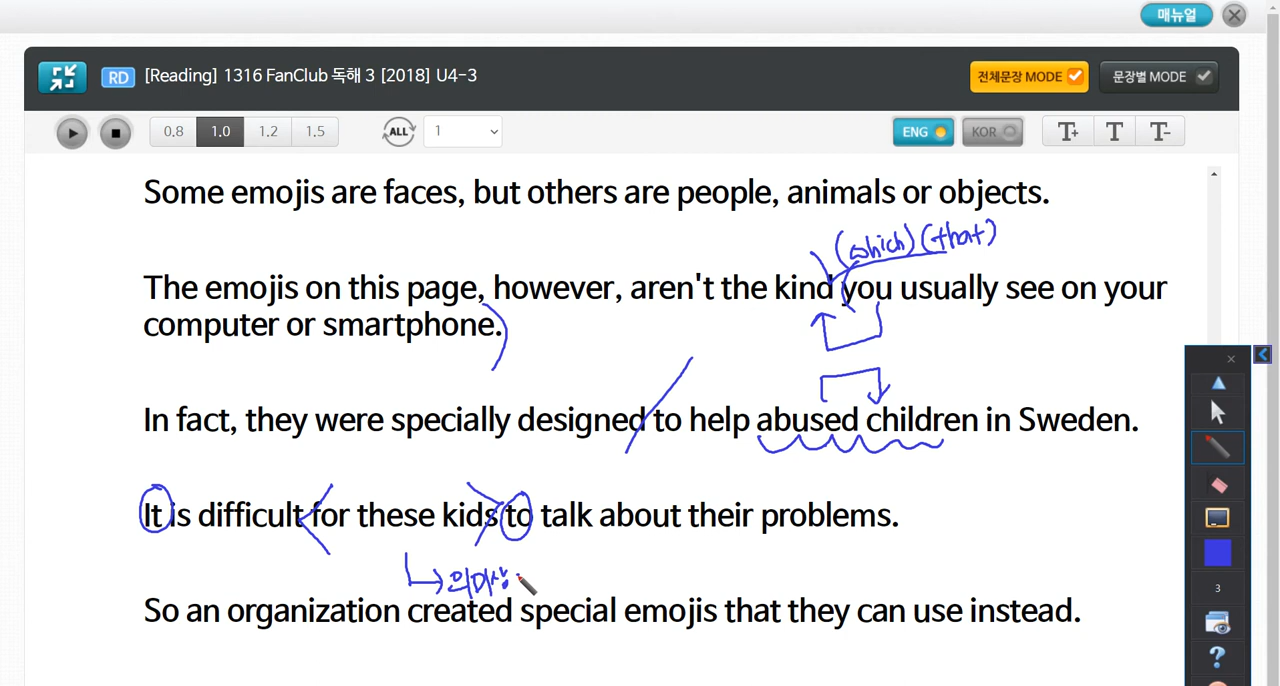 매뉴얼
RD [Reading] 1316 FanClub 독해 3 [2018] U4-3 전체문장 MODE 문장별 MODE
0.8 1.0 1.2 1.5 ALL 1 ENG KOR T+ T T-
Some emojis are faces, but others are people, animals or objects.
(which) (that)
The emojis on this page, however, aren't the kind you usually see on your
computer or smartphone.
In fact, they were specially designed to help abused children in Sweden.
It is difficult for these kids to talk about their problems.
의미상
So an organization created special emojis that they can use instead.
3
?